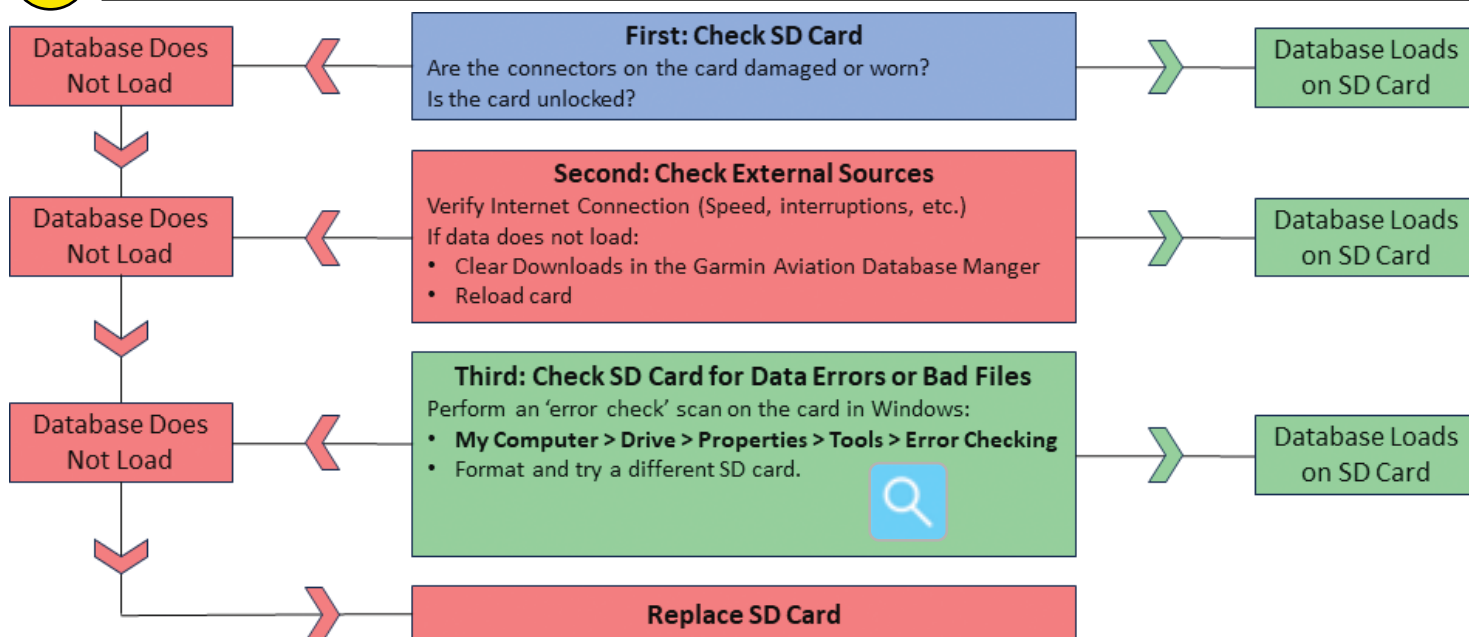 Database Does
Not Load
First: Check SD Card
Are the connectors on the card damaged or worn?
Is the card unlocked?
Database Loads
on SD Card
Database Does
Not Load
Second: Check External Sources
Verify Internet Connection (Speed, interruptions, etc.)
If data does not load:
• Clear Downloads in the Garmin Aviation Database Manger
• Reload card
Database Loads
on SD Card
Database Does
Not Load
Third: Check SD Card for Data Errors or Bad Files
Perform an ‘error check’ scan on the card in Windows:
• My Computer > Drive > Properties > Tools > Error Checking
• Format and try a different SD card.
Database Loads
on SD Card
Replace SD Card